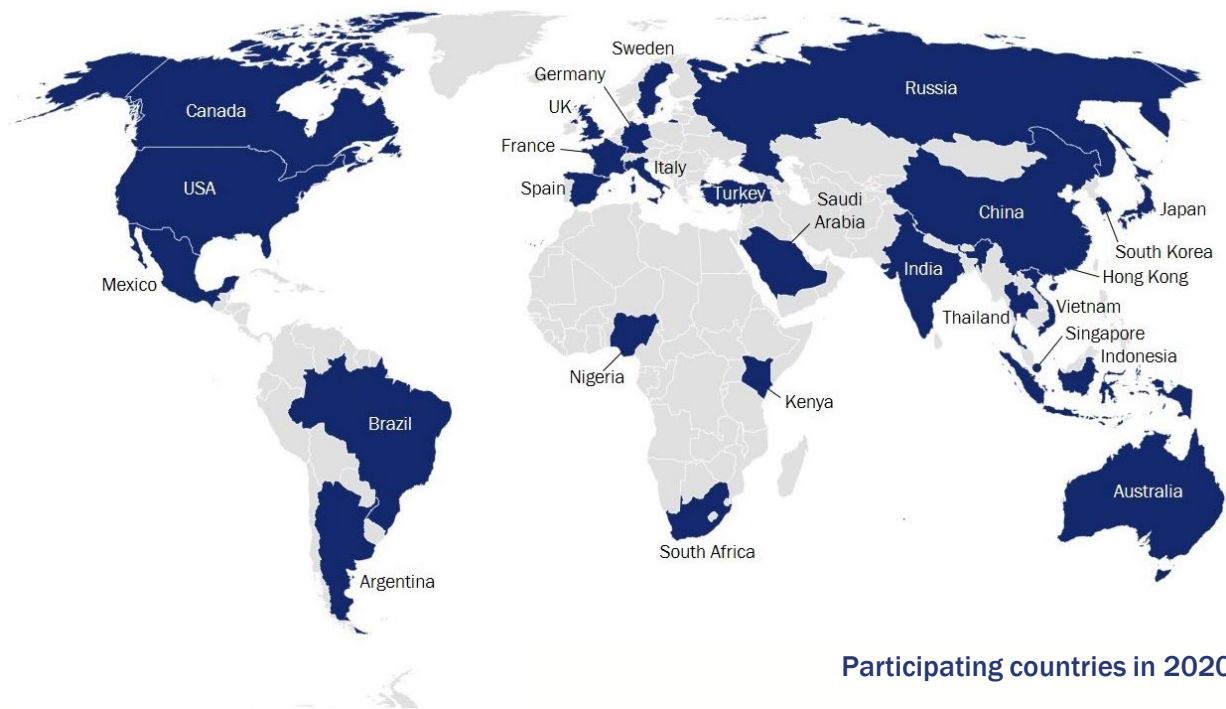 Sweden
Germany
Russia
UK
Canada
France
Italy
USA
Spain
Turkey
Saudi
Arabia
China
Japan
South Korea
India
Hong Kong
Mexico
Thailand
Vietnam
Singapore
Indonesia
Nigeria
Kenya
Brazil
Australia
South Africa
Argentina
Participating countries in 2020